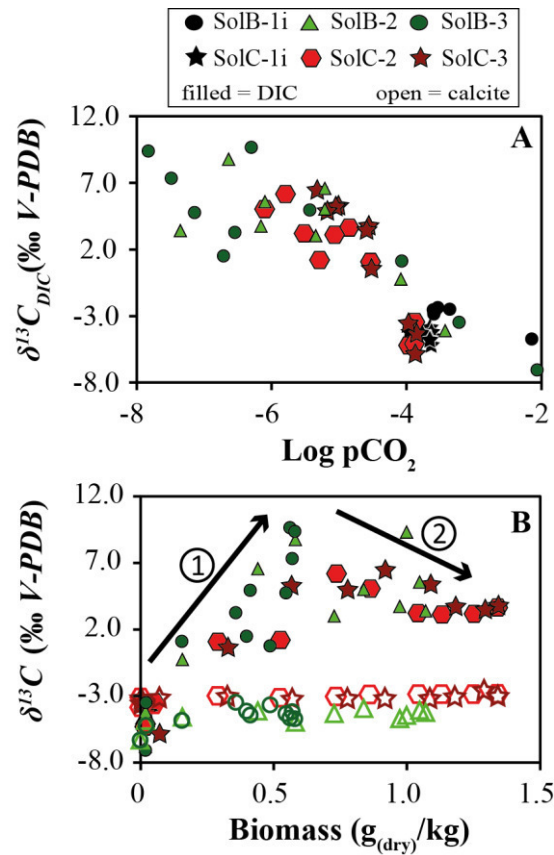 SolB-1i SolB-2 SolB-3
SolC-1i SolC-2 SolC-3
filled = DIC open = calcite
12.0 A
7.0
2.0
-3.0
-8.0
δ¹³C_DIC (‰ V-PDB)
-8 -6 -4 -2
Log pCO₂
12.0 B
7.0
2.0
-3.0
-8.0
δ¹³C (‰ V-PDB)
① ②
0.0 0.5 1.0 1.5
Biomass (g(dry)/kg)